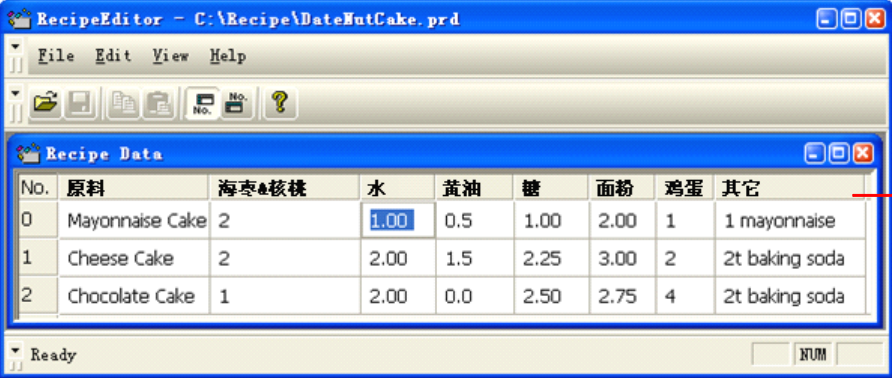 RecipeEditor - C:\Recipe\DateNutCake.prd
File Edit View Help
No. No.
Recipe Data
No. 原料 海枣&核桃 水 黄油 糖 面粉 鸡蛋 其它
0 Mayonnaise Cake 2 1.00 0.5 1.00 2.00 1 1 mayonnaise
1 Cheese Cake 2 2.00 1.5 2.25 3.00 2 2t baking soda
2 Chocolate Cake 1 2.00 0.0 2.50 2.75 4 2t baking soda
Ready NUM